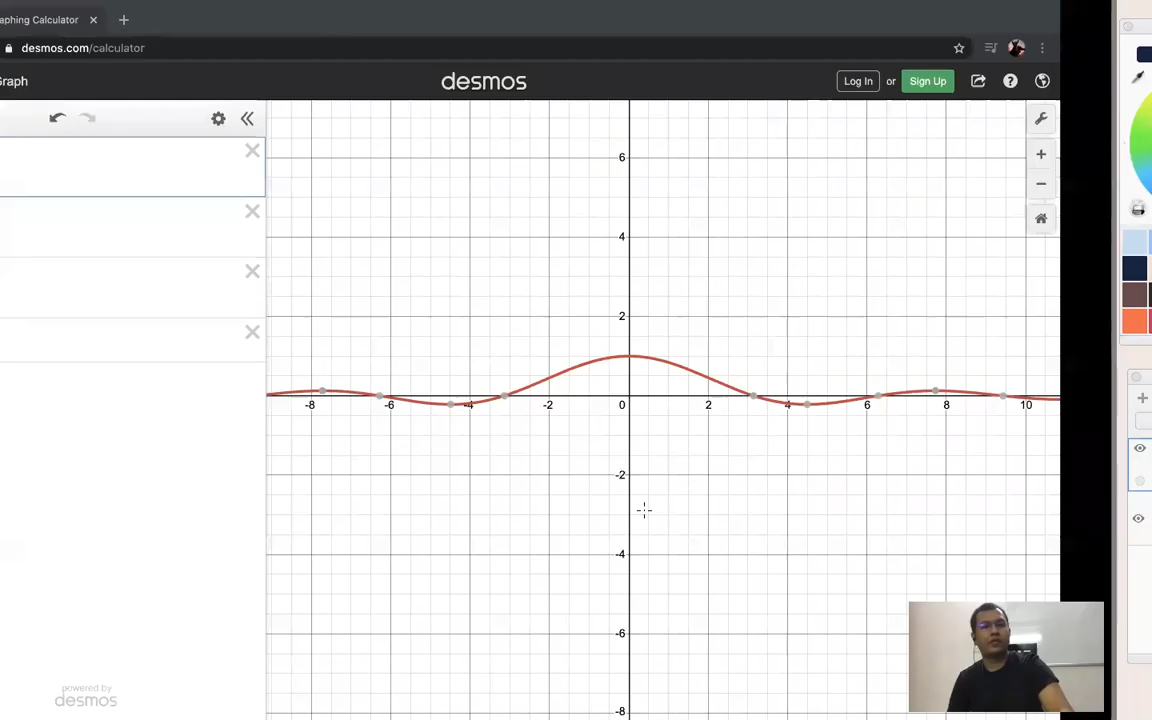 aphing Calculator
desmos.com/calculator
Graph
desmos
Log In or Sign Up
6
4
2
-8 -6 -4 -2 0 2 4 6 8 10
-2
-4
-6
-8
powered by
desmos